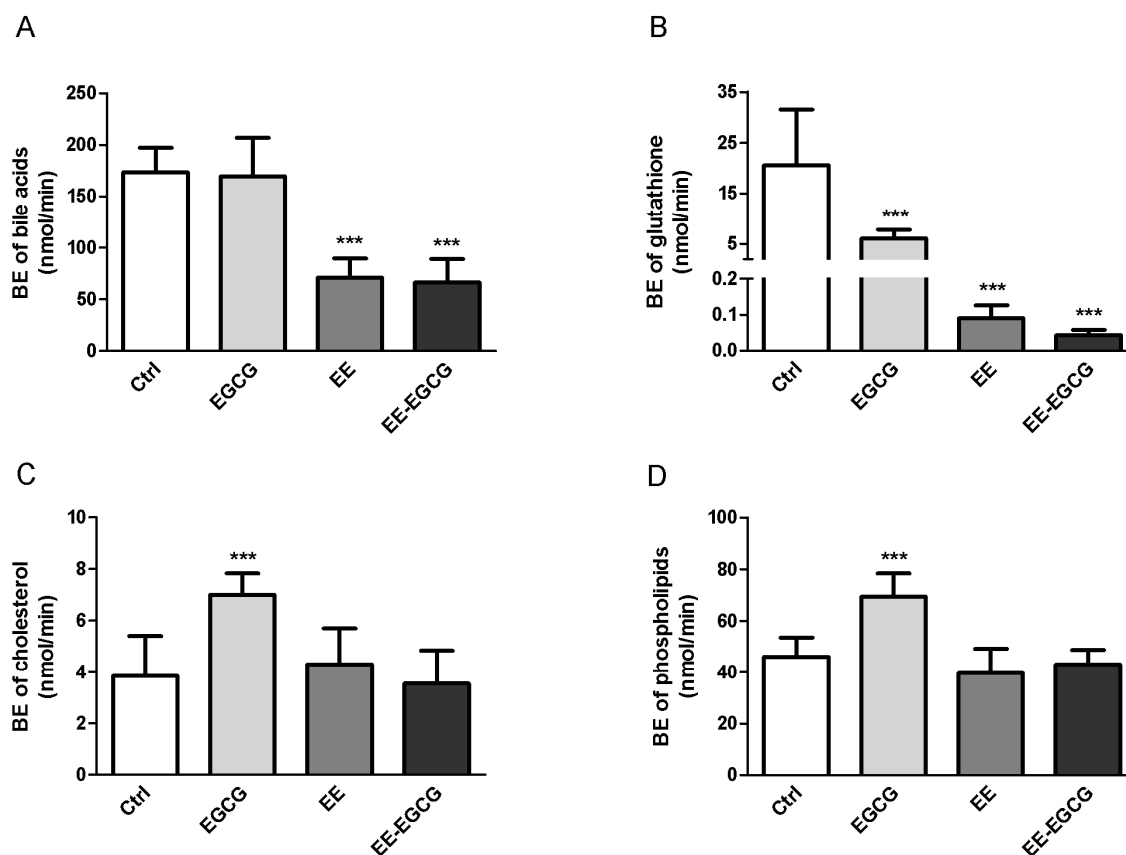 A
BE of bile acids
(nmol/min)
250
200
150
100
50
0
***
***
Ctrl
EGCG
EE
EE-EGCG
B
BE of glutathione
(nmol/min)
35
25
15
5
0.2
0.1
0.0
***
***
***
Ctrl
EGCG
EE
EE-EGCG
C
BE of cholesterol
(nmol/min)
10
8
6
4
2
0
***
Ctrl
EGCG
EE
EE-EGCG
D
BE of phospholipids
(nmol/min)
100
80
60
40
20
0
***
Ctrl
EGCG
EE
EE-EGCG